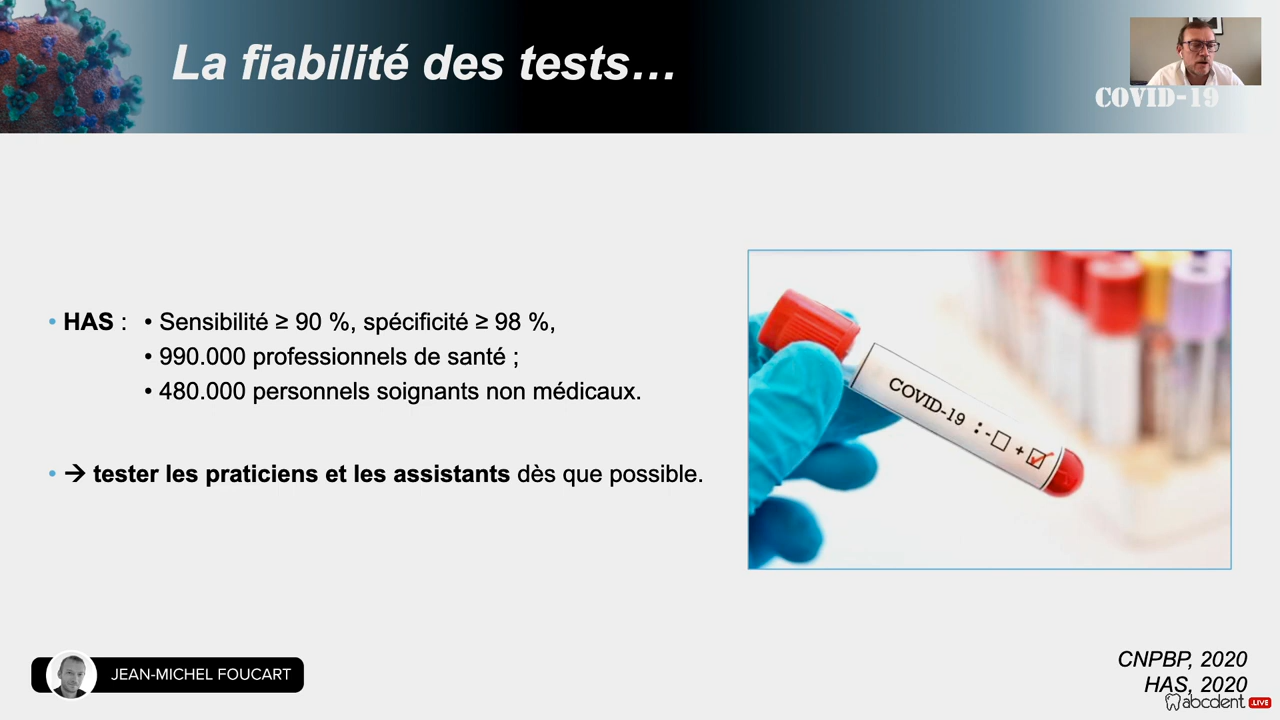 La fiabilité des tests…
COVID-19
• HAS : • Sensibilité ≥ 90 %, spécificité ≥ 98 %,
• 990.000 professionnels de santé ;
• 480.000 personnels soignants non médicaux.
• → tester les praticiens et les assistants dès que possible.
COVID-19 : - □ + ☑
JEAN-MICHEL FOUCART
CNPBP, 2020
HAS, 2020
abcdent .LIVE